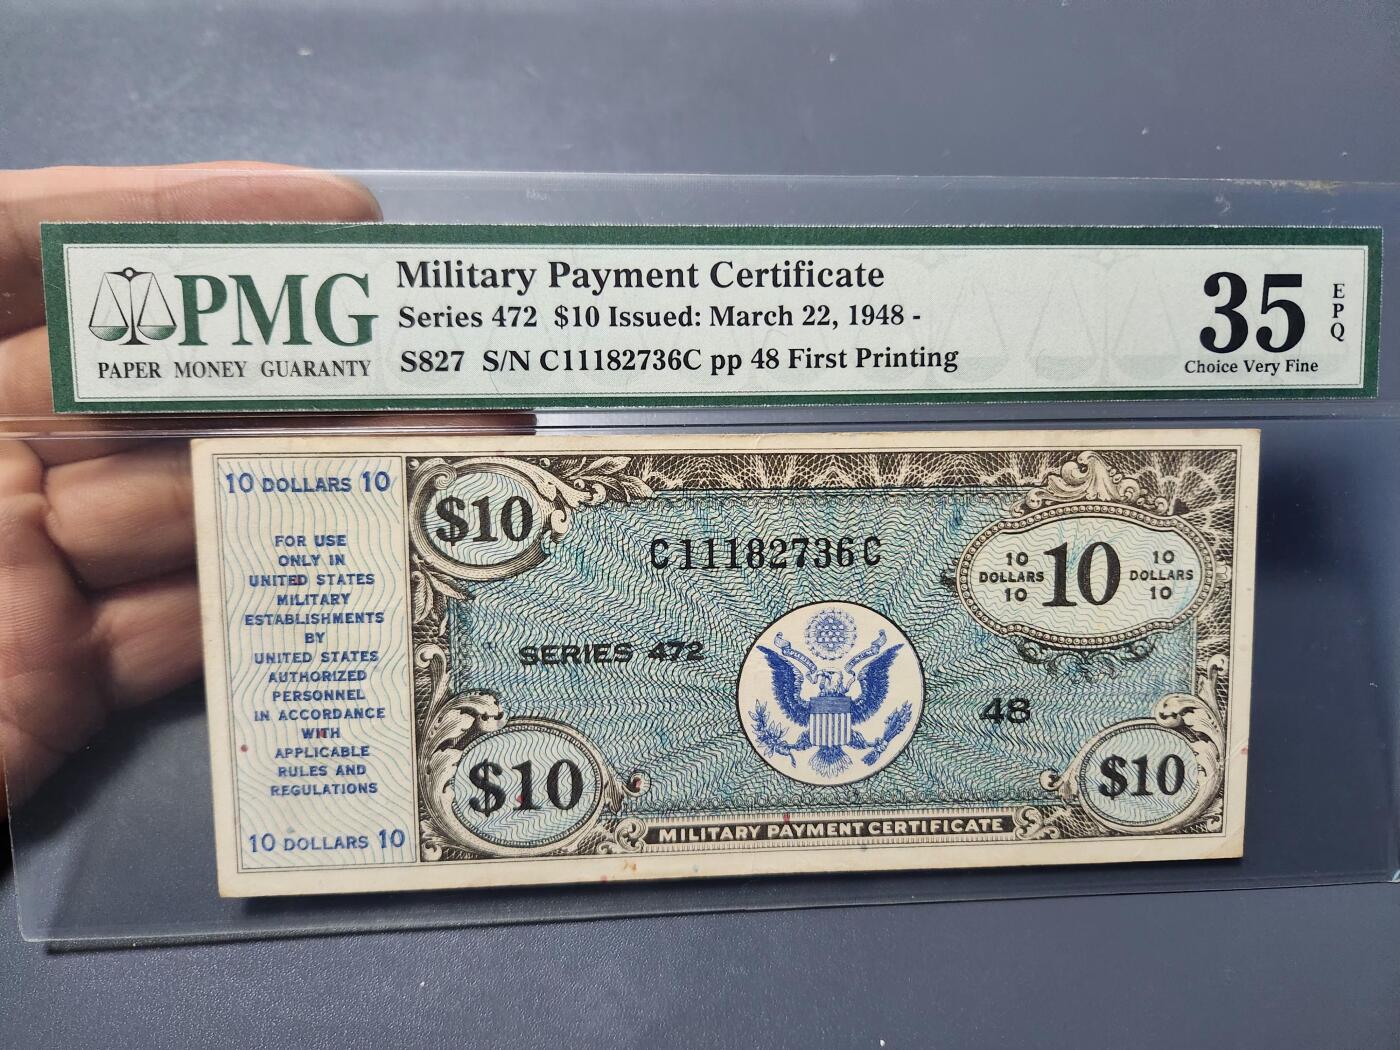 PMG
PAPER MONEY GUARANTY
Military Payment Certificate
Series 472 $10 Issued: March 22, 1948 -
S827 S/N C11182736C pp 48 First Printing
35
EPQ
Choice Very Fine
10 DOLLARS 10
FOR USE
ONLY IN
UNITED STATES
MILITARY
ESTABLISHMENTS
BY
UNITED STATES
AUTHORIZED
PERSONNEL
IN ACCORDANCE
WITH
APPLICABLE
RULES AND
REGULATIONS
10 DOLLARS 10
$10
C11182736C
10
DOLLARS
10
10
10
DOLLARS
10
SERIES 472
48
$10
$10
MILITARY PAYMENT CERTIFICATE